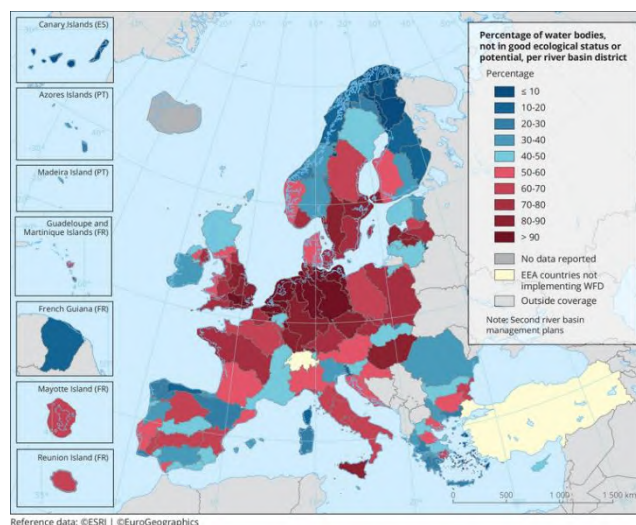 Canary Islands (ES)
Azores Islands (PT)
Madeira Island (PT)
Guadeloupe and
Martinique Islands (FR)
French Guiana (FR)
Mayotte Island (FR)
Reunion Island (FR)
Percentage of water bodies,
not in good ecological status or
potential, per river basin district
Percentage
≤ 10
10-20
20-30
30-40
40-50
50-60
60-70
70-80
80-90
> 90
No data reported
EEA countries not
implementing WFD
Outside coverage
Note: Second river basin
management plans
0 500 1 000 1 500 km
Reference data: ©ESRI | ©EuroGeographics